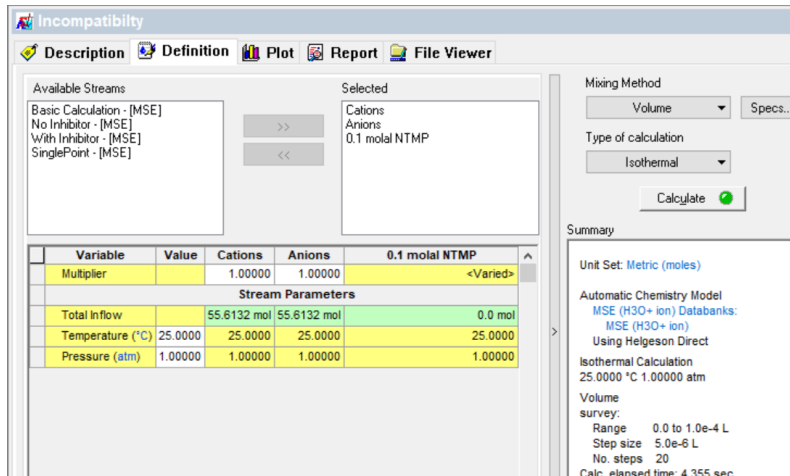 Incompatibilty
Description Definition Plot Report File Viewer
Available Streams
Basic Calculation - [MSE]
No Inhibitor - [MSE]
With Inhibitor - [MSE]
SinglePoint - [MSE]
>>
<<
Selected
Cations
Anions
0.1 molal NTMP
Mixing Method
Volume Specs..
Type of calculation
Isothermal
Calculate
Summary
Variable Value Cations Anions 0.1 molal NTMP
Multiplier 1.00000 1.00000 <Varied>
Stream Parameters
Total Inflow 55.6132 mol 55.6132 mol 0.0 mol
Temperature (°C) 25.0000 25.0000 25.0000 25.0000
Pressure (atm) 1.00000 1.00000 1.00000 1.00000
>
Unit Set: Metric (moles)
Automatic Chemistry Model
MSE (H3O+ ion) Databanks:
MSE (H3O+ ion)
Using Helgeson Direct
Isothermal Calculation
25.0000 °C 1.00000 atm
Volume
survey:
Range 0.0 to 1.0e-4 L
Step size 5.0e-6 L
No. steps 20
Calc. elapsed time: 4.355 sec